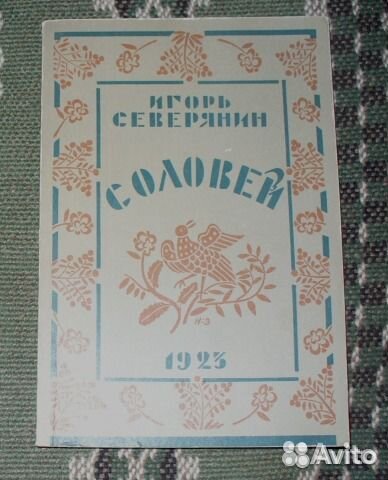 ИГОРЬ
СЕВЕРЯНИН
СОЛОВЕЙ
Н-З
1923
Avito